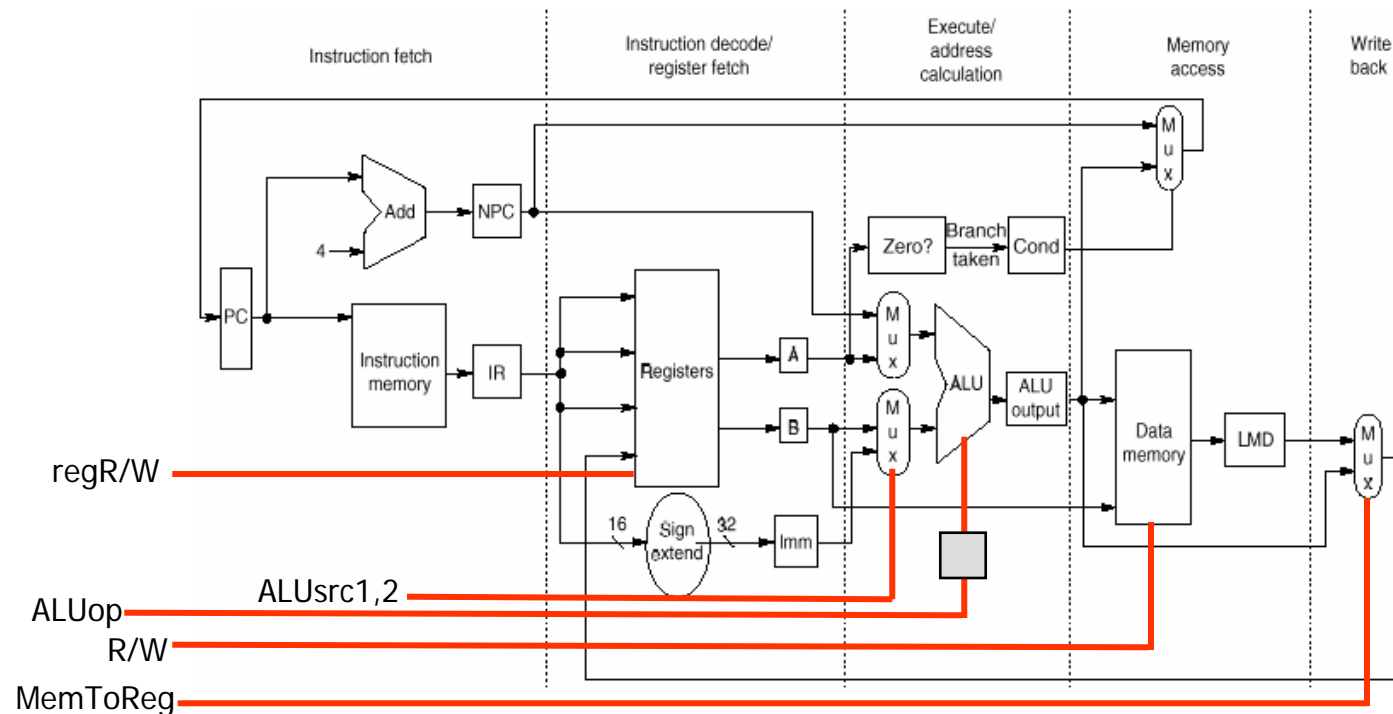 Instruction fetch
Instruction decode/
register fetch
Execute/
address
calculation
Memory
access
Write
back
M
u
x
Add
NPC
4
Zero?
Branch
taken
Cond
PC
Instruction
memory
IR
Registers
A
B
M
u
x
M
u
x
ALU
ALU
output
Data
memory
LMD
M
u
x
regR/W
16
Sign
extend
32
Imm
ALUsrc1,2
ALUop
R/W
MemToReg